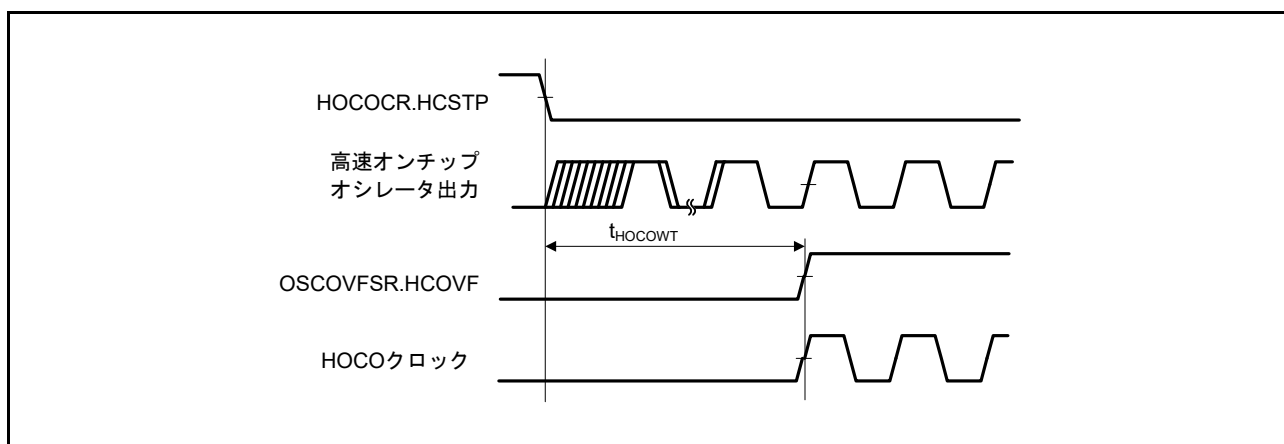 HOCOCR.HCSTP
高速オンチップ
オシレータ出力
tHOCOWT
OSCOVFSR.HCOVF
HOCOクロック